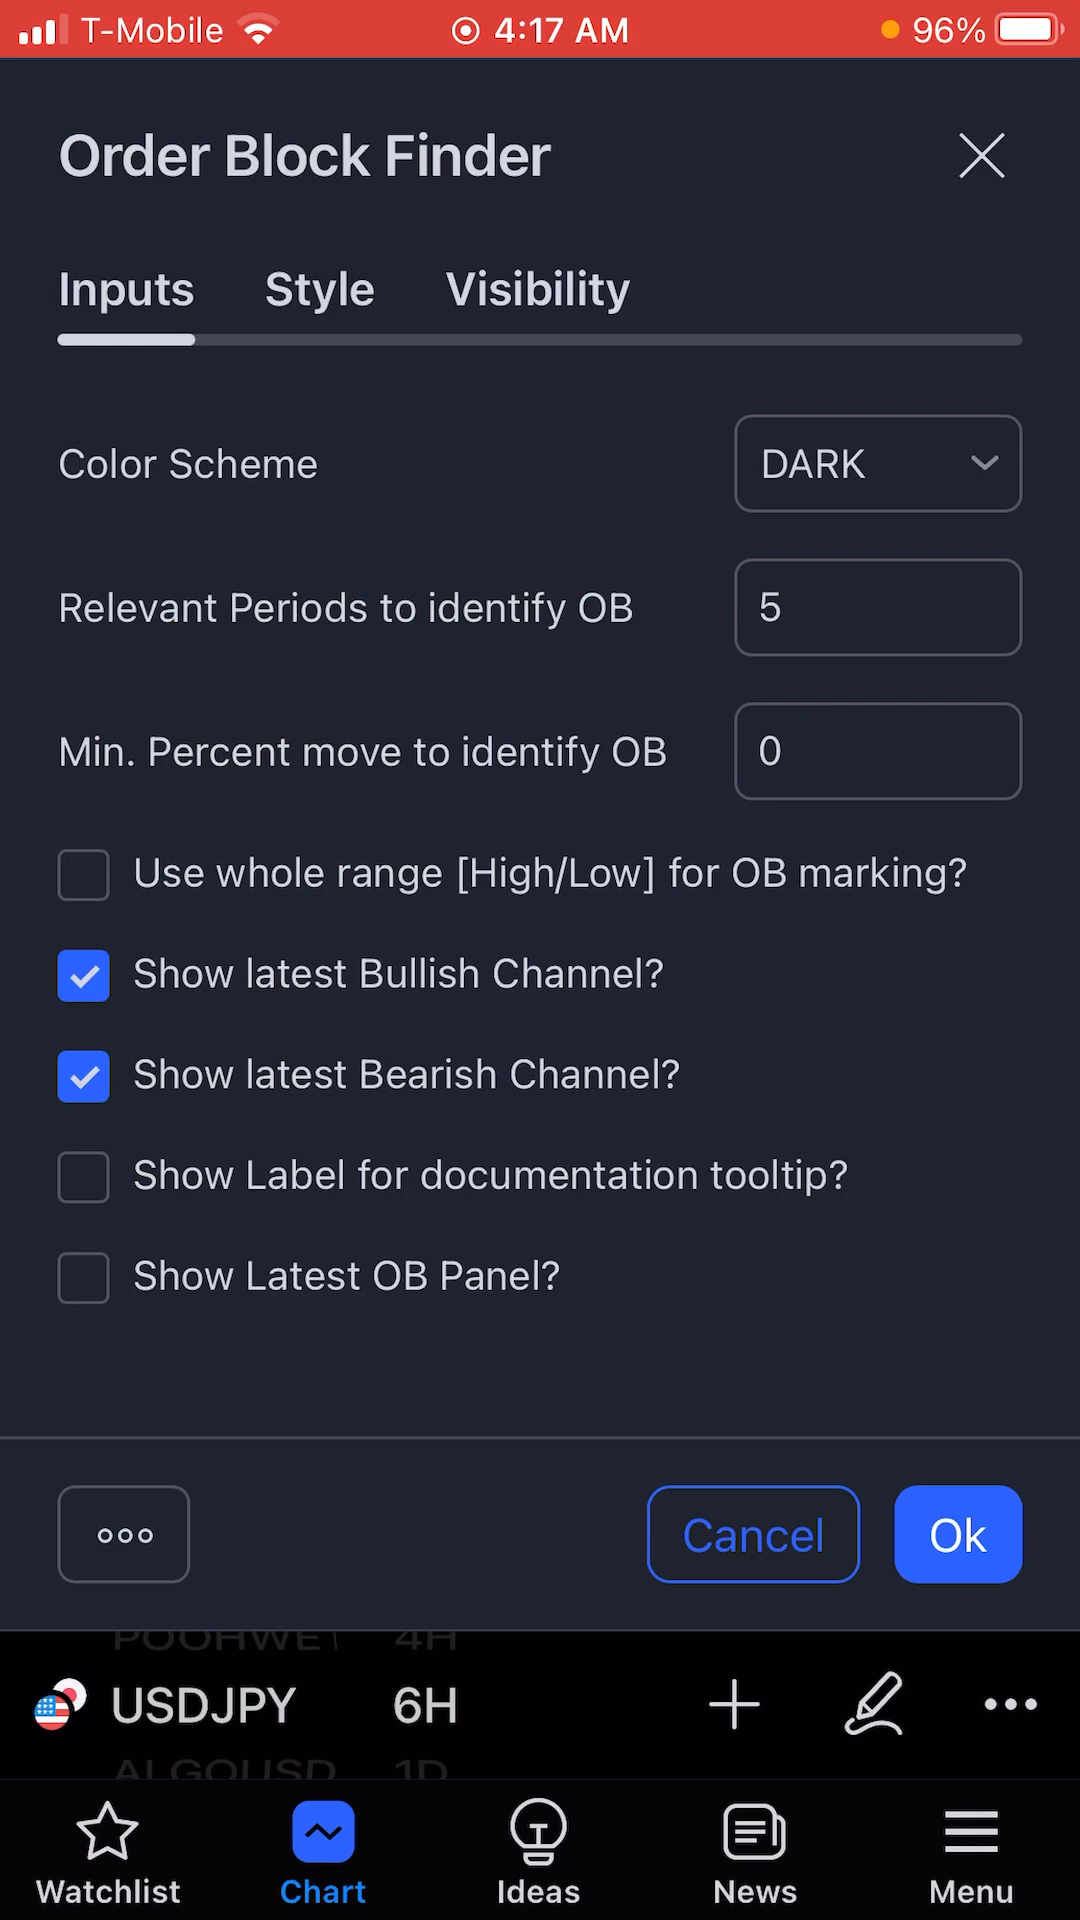 T-Mobile 4:17 AM 96%
Order Block Finder
Inputs Style Visibility
Color Scheme DARK
Relevant Periods to identify OB 5
Min. Percent move to identify OB 0
Use whole range [High/Low] for OB marking?
Show latest Bullish Channel?
Show latest Bearish Channel?
Show Label for documentation tooltip?
Show Latest OB Panel?
Cancel Ok
4H
USDJPY 6H
ALGOUSD 1D
Watchlist Chart Ideas News Menu